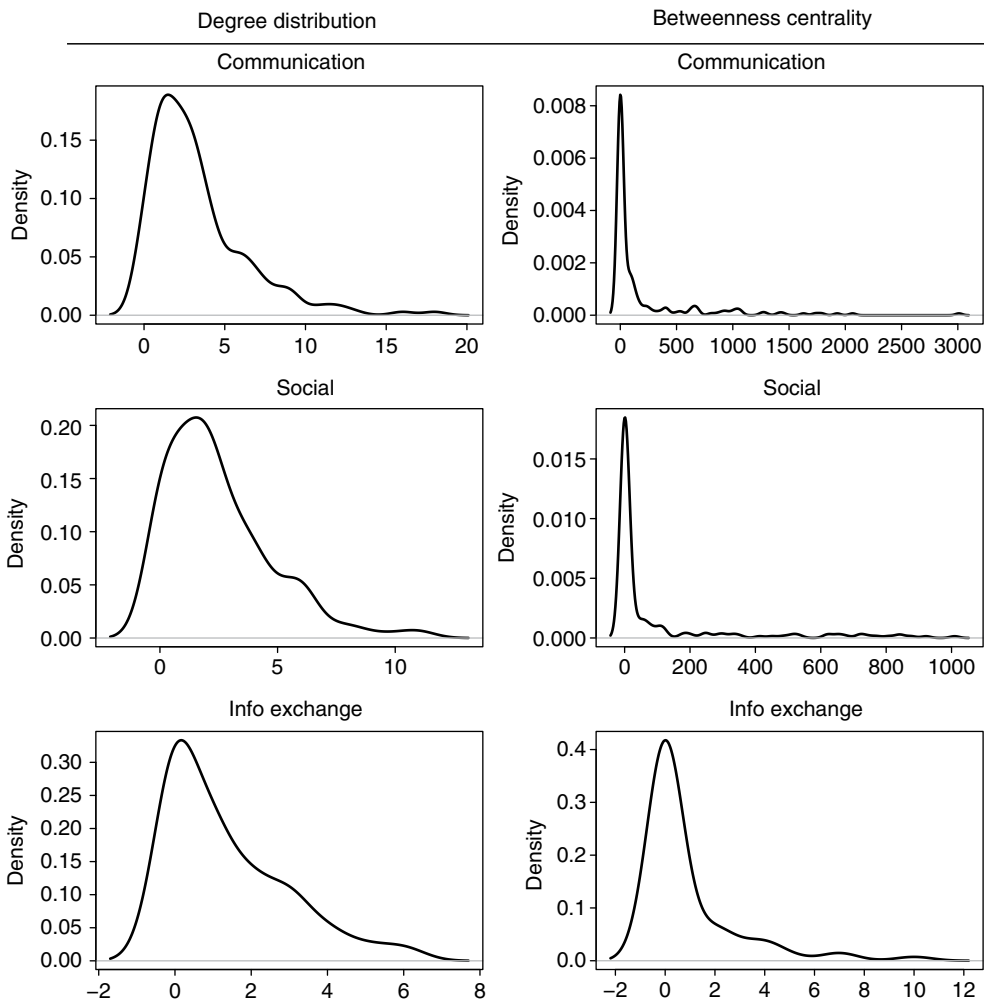 Degree distribution Betweenness centrality
Communication Communication
Density
0.15
0.10
0.05
0.00
0 5 10 15 20
Density
0.008
0.006
0.004
0.002
0.000
0 500 1000 1500 2000 2500 3000
Social Social
Density
0.20
0.15
0.10
0.05
0.00
0 5 10
Density
0.015
0.010
0.005
0.000
0 200 400 600 800 1000
Info exchange Info exchange
Density
0.30
0.25
0.20
0.15
0.10
0.05
0.00
−2 0 2 4 6 8
Density
0.4
0.3
0.2
0.1
0.0
−2 0 2 4 6 8 10 12